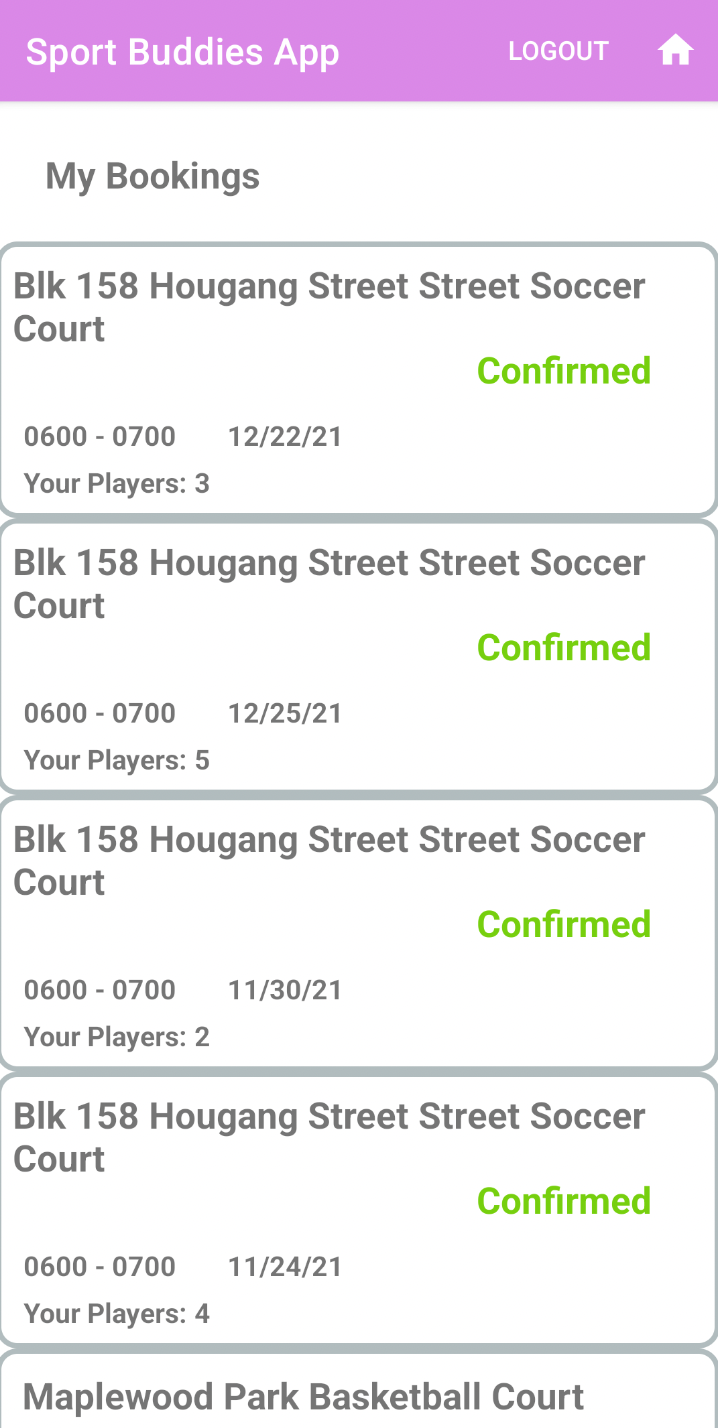 Sport Buddies App LOGOUT
My Bookings
Blk 158 Hougang Street Street Soccer
Court
Confirmed
0600 - 0700 12/22/21
Your Players: 3
Blk 158 Hougang Street Street Soccer
Court
Confirmed
0600 - 0700 12/25/21
Your Players: 5
Blk 158 Hougang Street Street Soccer
Court
Confirmed
0600 - 0700 11/30/21
Your Players: 2
Blk 158 Hougang Street Street Soccer
Court
Confirmed
0600 - 0700 11/24/21
Your Players: 4
Maplewood Park Basketball Court